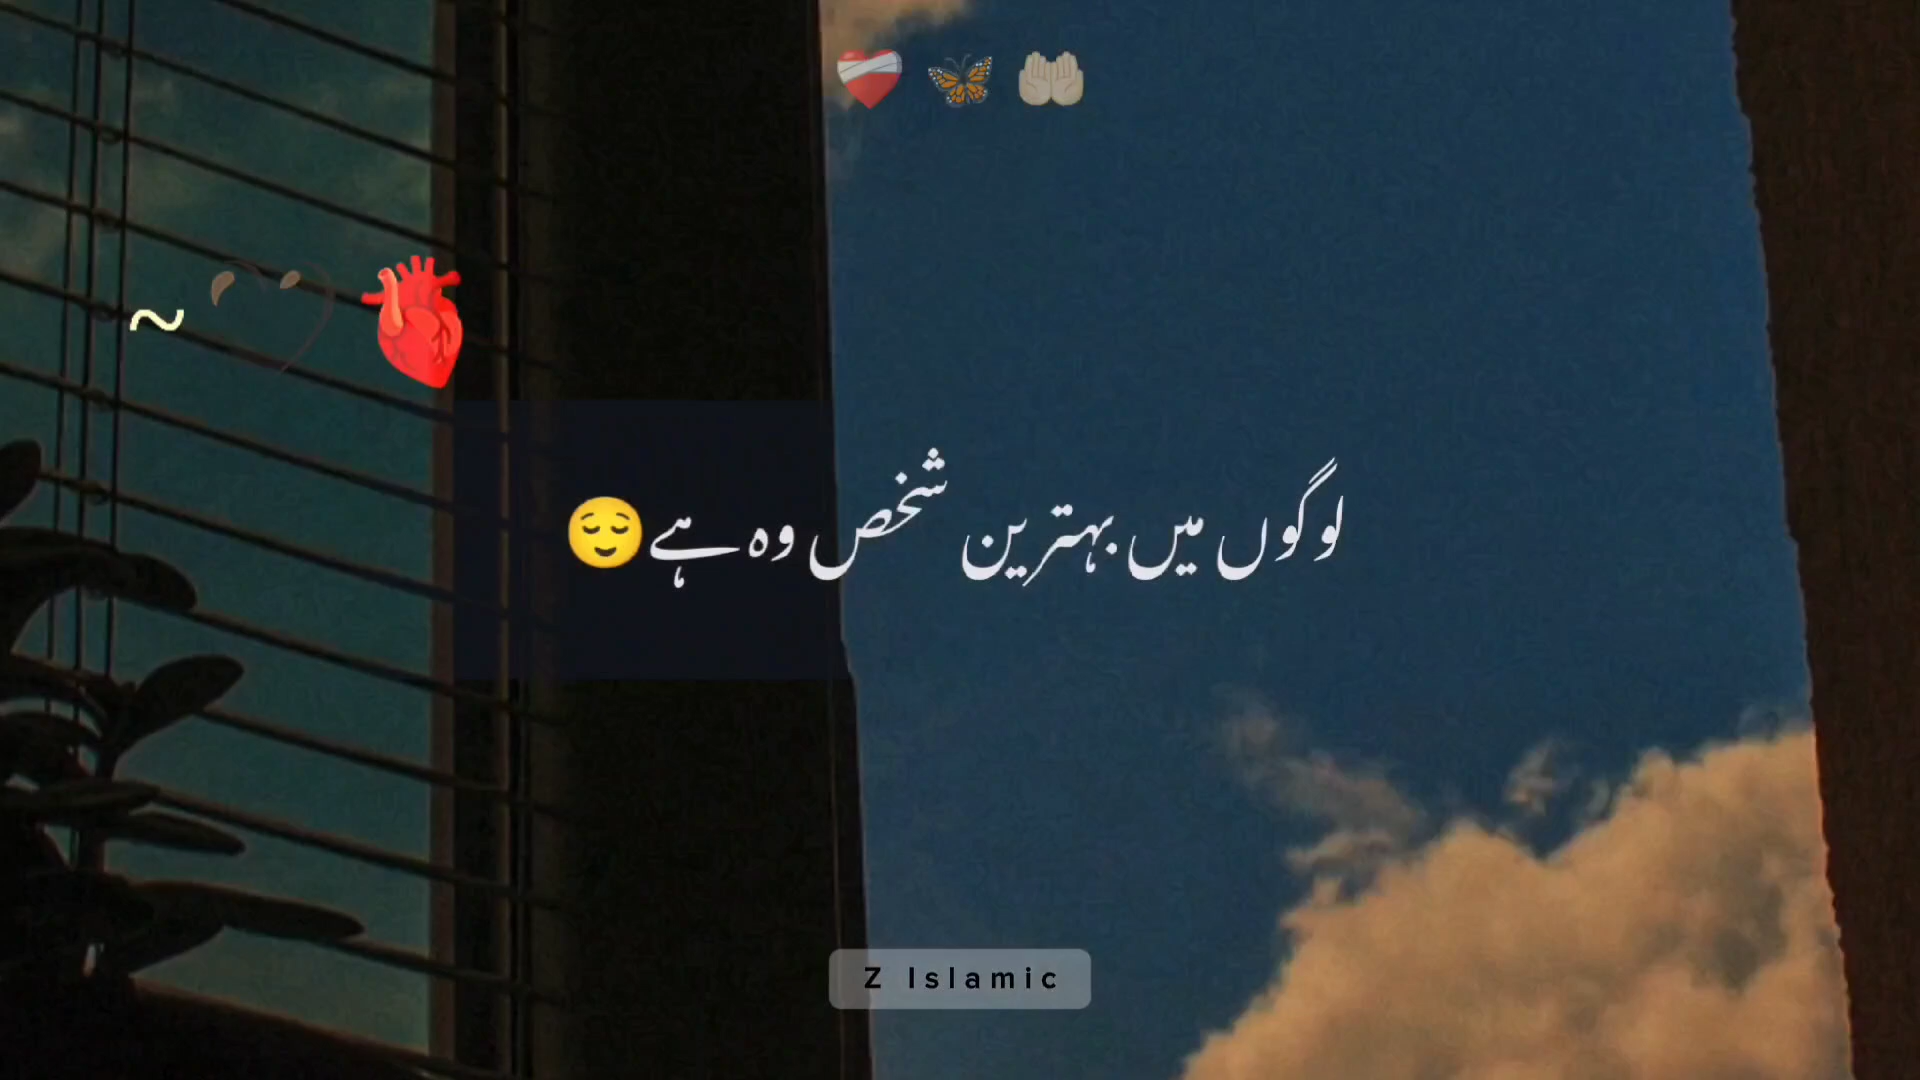 ❤️‍🩹 🦋 🤲🏼
~ 🫀
لوگوں میں بہترین شخص وہ ہے😌
Z Islamic